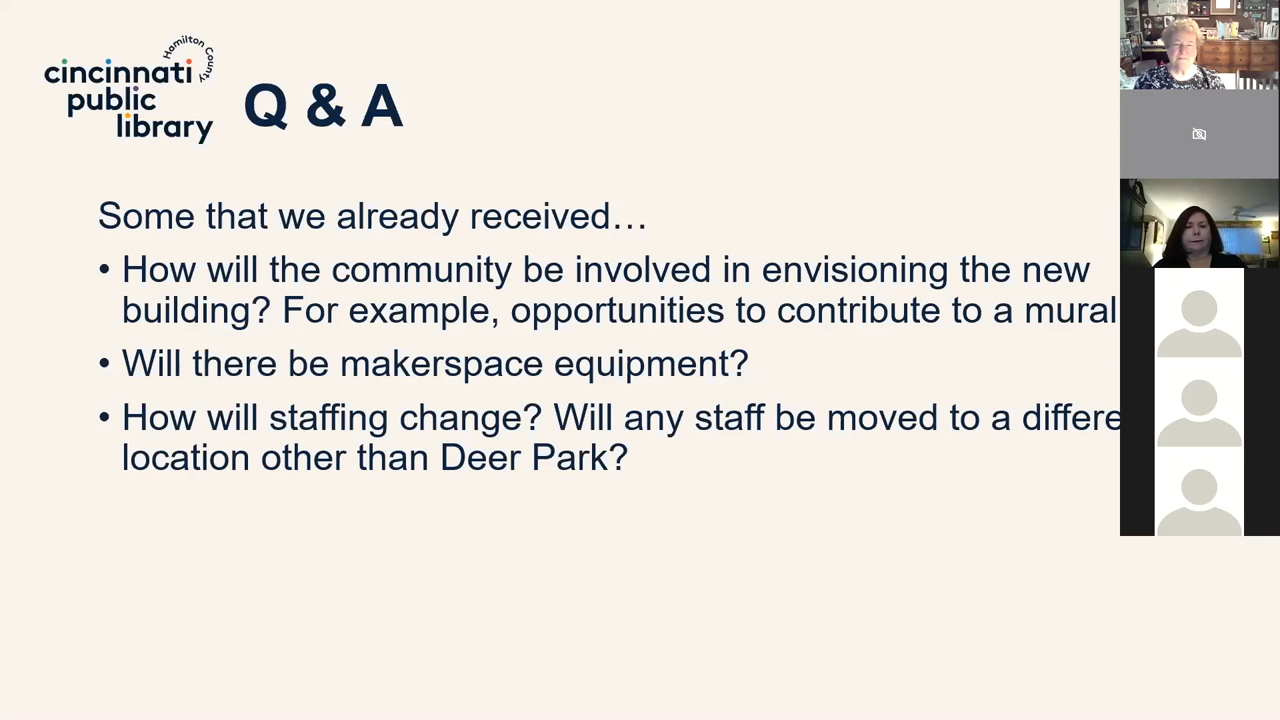 Hamilton County
cincinnati
public
library
Q & A
Some that we already received…
• How will the community be involved in envisioning the new
building? For example, opportunities to contribute to a mural
• Will there be makerspace equipment?
• How will staffing change? Will any staff be moved to a differe
location other than Deer Park?